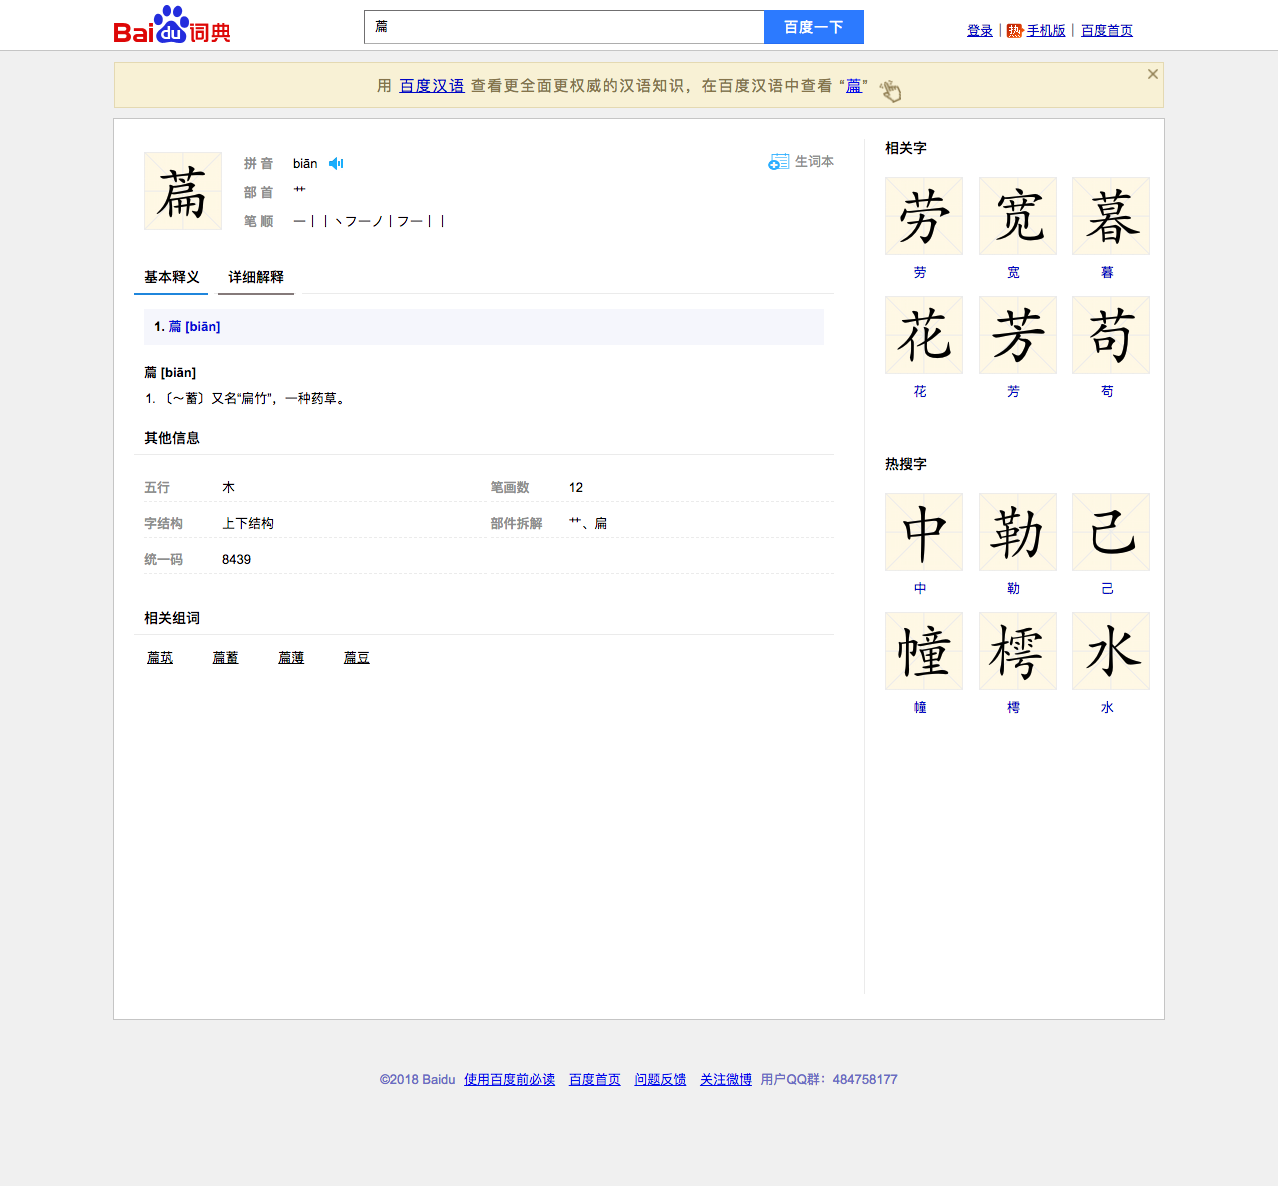 Baidu词典
萹
百度一下
登录 | 热 手机版 | 百度首页
用 百度汉语 查看更全面更权威的汉语知识，在百度汉语中查看 “萹”
萹
拼 音 biān
生词本
部 首 艹
笔 顺 一丨丨丶フ一ノ丨フ一丨丨
基本释义 详细解释
1. 萹 [biān]
萹 [biān]
1. 〔～蓄〕又名“扁竹”，一种药草。
其他信息
五行 木 笔画数 12
字结构 上下结构 部件拆解 艹、扁
统一码 8439
相关组词
萹茿 萹蓄 萹薄 萹豆
相关字
劳 宽 暮
劳 宽 暮
花 芳 苟
花 芳 苟
热搜字
中 勒 己
中 勒 己
幢 樗 水
幢 樗 水
©2018 Baidu 使用百度前必读 百度首页 问题反馈 关注微博 用户QQ群：484758177